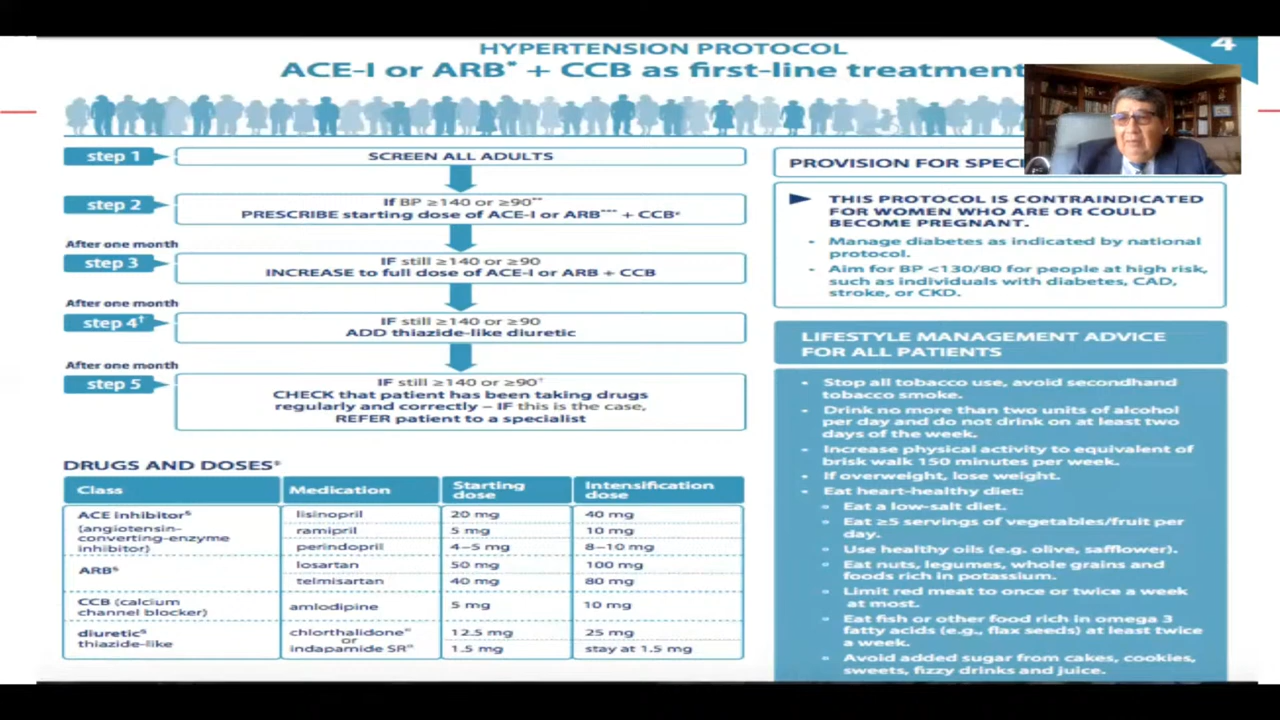 4
HYPERTENSION PROTOCOL
ACE-I or ARB* + CCB as first-line treatment
step 1
SCREEN ALL ADULTS
step 2
If BP ≥140 or ≥90**
PRESCRIBE starting dose of ACE-I or ARB*** + CCB
After one month
step 3
IF still ≥140 or ≥90
INCREASE to full dose of ACE-I or ARB + CCB
After one month
step 4†
IF still ≥140 or ≥90
ADD thiazide-like diuretic
After one month
step 5
IF still ≥140 or ≥90
CHECK that patient has been taking drugs
regularly and correctly – IF this is the case,
REFER patient to a specialist
DRUGS AND DOSES
Class Medication Starting dose Intensification dose
ACE inhibitor (angiotensin-converting-enzyme inhibitor)
lisinopril 20 mg 40 mg
ramipril 5 mg 10 mg
perindopril 4–5 mg 8–10 mg
ARB
losartan 50 mg 100 mg
telmisartan 40 mg 80 mg
CCB (calcium channel blocker)
amlodipine 5 mg 10 mg
diuretic thiazide-like
chlorthalidone 12.5 mg 25 mg
or
indapamide SR 1.5 mg stay at 1.5 mg
PROVISION FOR
THIS PROTOCOL IS CONTRAINDICATED
FOR WOMEN WHO ARE OR COULD
BECOME PREGNANT.
• Manage diabetes as indicated by national
protocol.
• Aim for BP <130/80 for people at high risk,
such as individuals with diabetes, CAD,
stroke, or CKD.
LIFESTYLE MANAGEMENT ADVICE
FOR ALL PATIENTS
• Stop all tobacco use, avoid secondhand
tobacco smoke.
• Drink no more than two units of alcohol
per day and do not drink on at least two
days of the week.
• Increase physical activity to equivalent of
brisk walk 150 minutes per week.
• If overweight, lose weight.
• Eat heart-healthy diet:
Eat a low-salt diet.
Eat ≥5 servings of vegetables/fruit per
day.
Use healthy oils (e.g. olive, safflower).
Eat nuts, legumes, whole grains and
foods rich in potassium.
Limit red meat to once or twice a week
at most.
Eat fish or other food rich in omega 3
fatty acids (e.g., flax seeds) at least twice
a week.
Avoid added sugar from cakes, cookies,
sweets, fizzy drinks and juice.